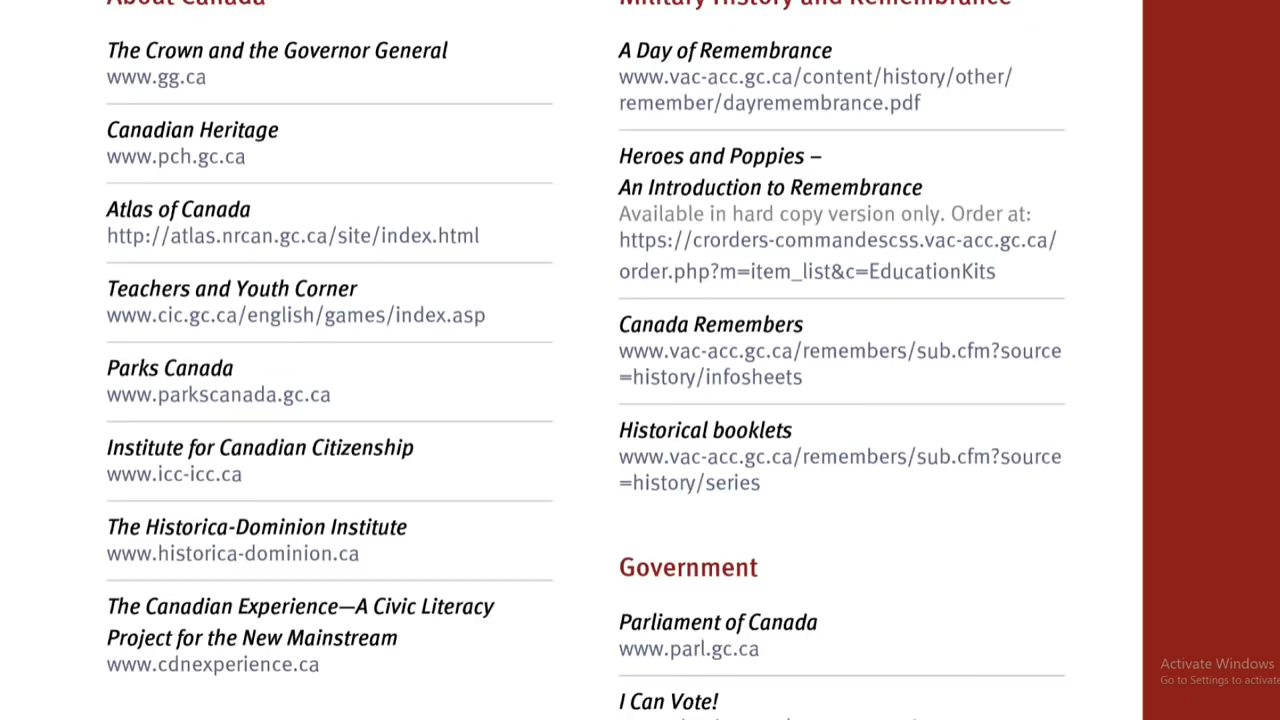 About Canada
The Crown and the Governor General
www.gg.ca
Canadian Heritage
www.pch.gc.ca
Atlas of Canada
http://atlas.nrcan.gc.ca/site/index.html
Teachers and Youth Corner
www.cic.gc.ca/english/games/index.asp
Parks Canada
www.parkscanada.gc.ca
Institute for Canadian Citizenship
www.icc-icc.ca
The Historica-Dominion Institute
www.historica-dominion.ca
The Canadian Experience—A Civic Literacy
Project for the New Mainstream
www.cdnexperience.ca
Military History and Remembrance
A Day of Remembrance
www.vac-acc.gc.ca/content/history/other/
remember/dayremembrance.pdf
Heroes and Poppies –
An Introduction to Remembrance
Available in hard copy version only. Order at:
https://crorders-commandescss.vac-acc.gc.ca/
order.php?m=item_list&c=EducationKits
Canada Remembers
www.vac-acc.gc.ca/remembers/sub.cfm?source
=history/infosheets
Historical booklets
www.vac-acc.gc.ca/remembers/sub.cfm?source
=history/series
Government
Parliament of Canada
www.parl.gc.ca
I Can Vote!
Activate Windows
Go to Settings to activate